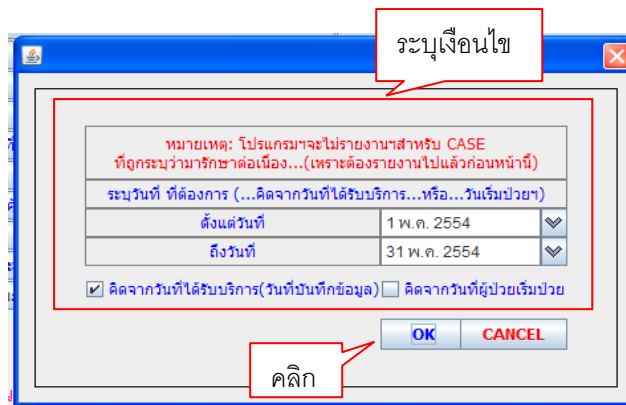 ระบุเงื่อนไข
หมายเหตุ: โปรแกรมฯจะไม่รายงานฯสำหรับ CASE
ที่ถูกระบุว่ามารักษาต่อเนื่อง...(เพราะต้องรายงานไปแล้วก่อนหน้านี้)
ระบุวันที่ ที่ต้องการ (...คิดจากวันที่ได้รับบริการ...หรือ...วันเริ่มป่วยฯ)
ตั้งแต่วันที่ 1 พ.ค. 2554
ถึงวันที่ 31 พ.ค. 2554
คิดจากวันที่ได้รับบริการ(วันที่บันทึกข้อมูล) คิดจากวันที่ผู้ป่วยเริ่มป่วย
OK CANCEL
คลิก